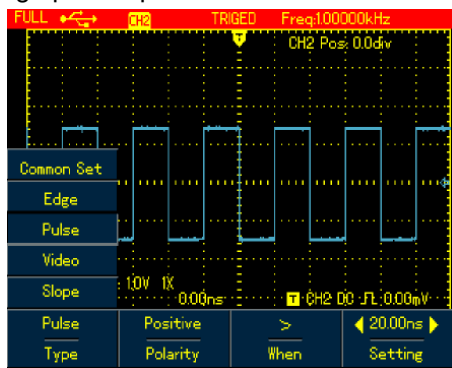 FULL CH2 TRIGED Freq:100000kHz
T
CH2 Pos: 0.0div
Common Set
Edge
Pulse
Video
Slope
: 1.0V 1X
0.00ns
T CH2 DC 0.00mV
Pulse Positive > 20.00ns
Type Polarity When Setting